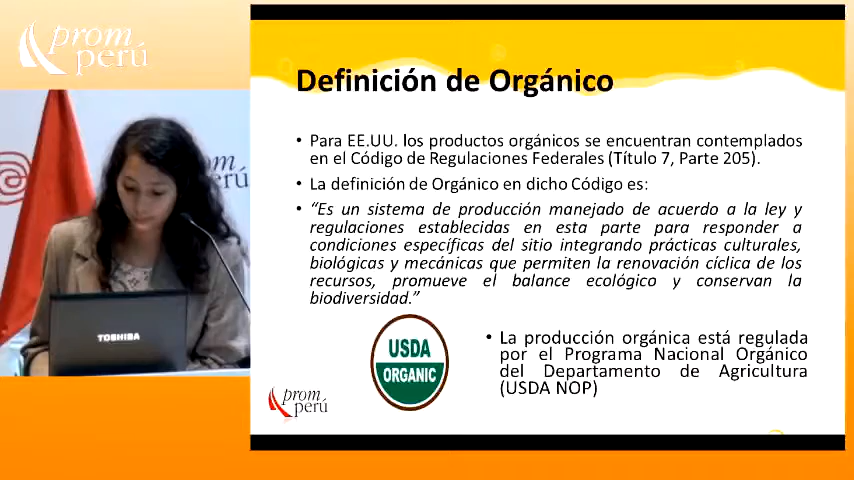 prom
perú
om
erú
TOSHIBA
Definición de Orgánico
• Para EE.UU. los productos orgánicos se encuentran contemplados
en el Código de Regulaciones Federales (Título 7, Parte 205).
• La definición de Orgánico en dicho Código es:
• “Es un sistema de producción manejado de acuerdo a la ley y
regulaciones establecidas en esta parte para responder a
condiciones específicas del sitio integrando prácticas culturales,
biológicas y mecánicas que permiten la renovación cíclica de los
recursos, promueve el balance ecológico y conservan la
biodiversidad.”
USDA
ORGANIC
• La producción orgánica está regulada
por el Programa Nacional Orgánico
del Departamento de Agricultura
(USDA NOP)
prom
perú